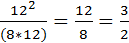 12²/(8*12) = 12/8 = 3/2